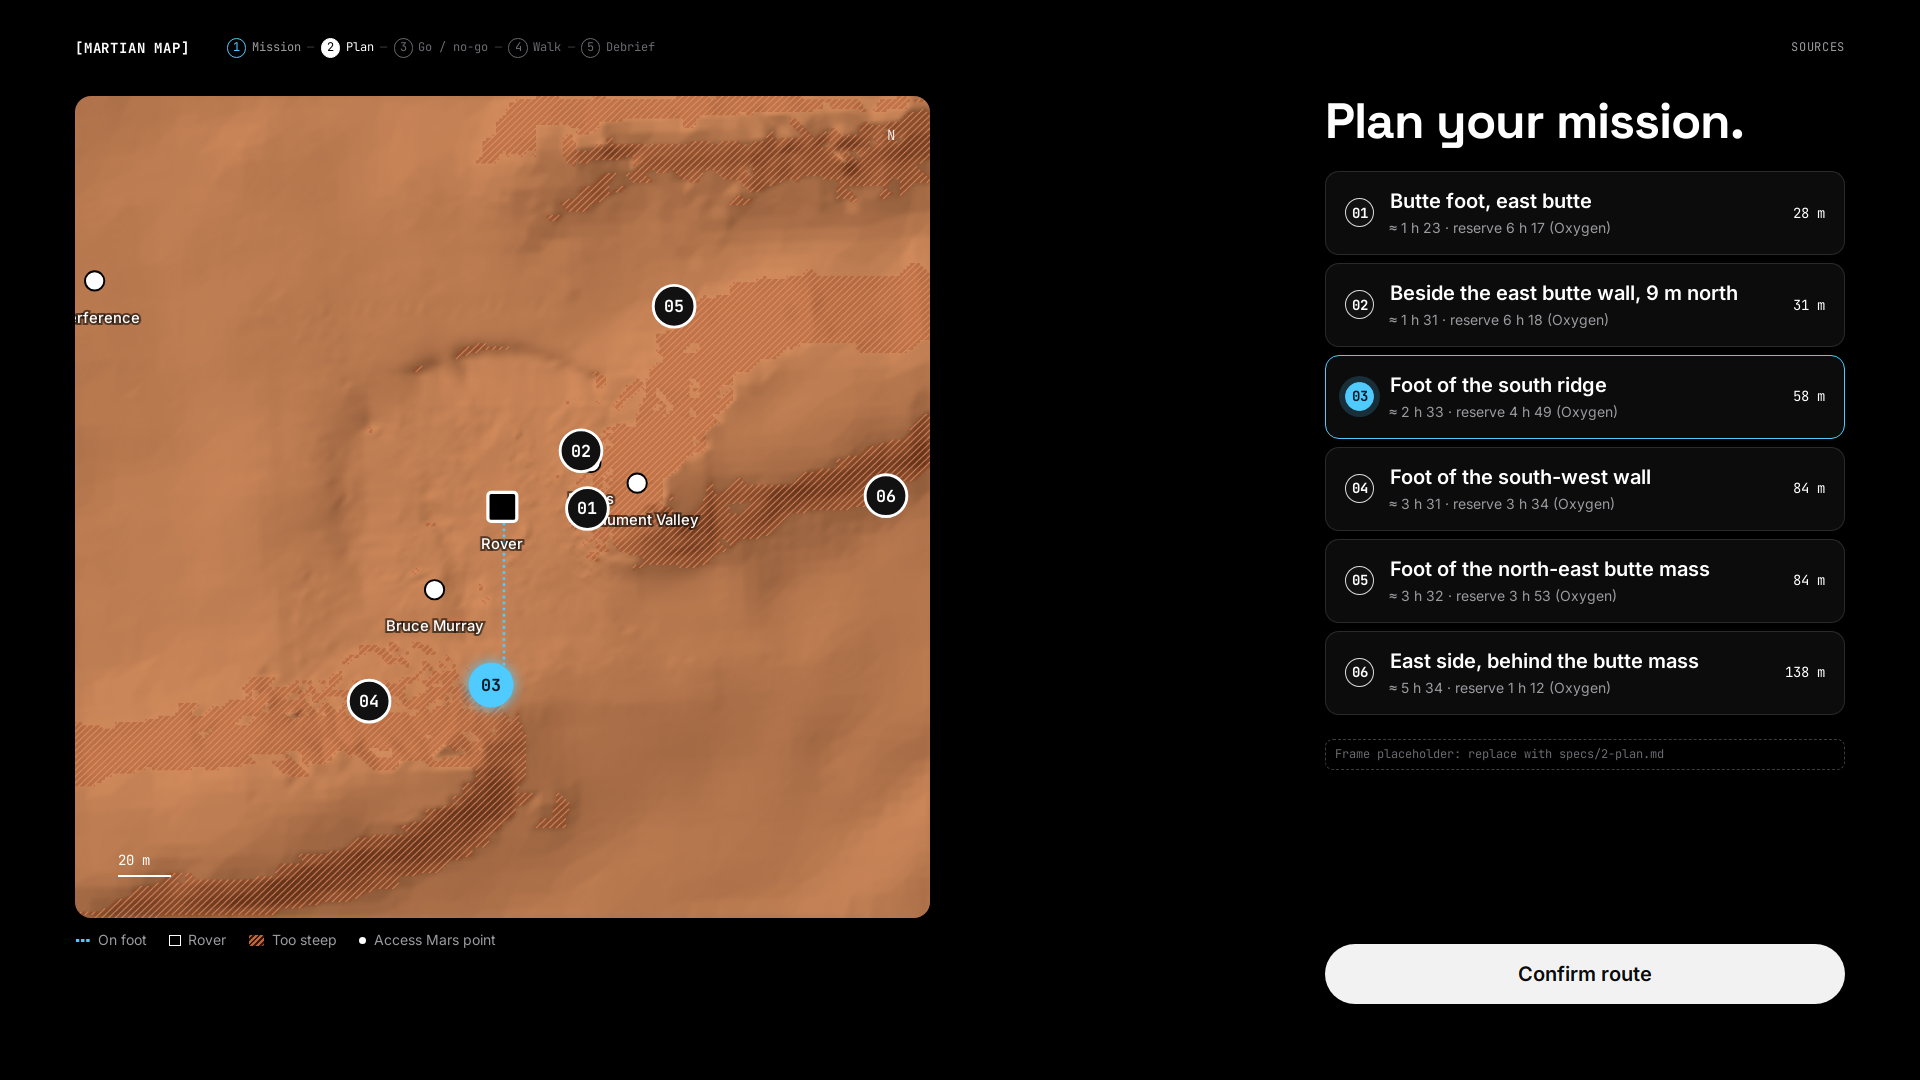 [MARTIAN MAP]
1 Mission
2 Plan
3 Go / no-go
4 Walk
5 Debrief
SOURCES
N
erference
05
02
01
ument Valley
06
Rover
Bruce Murray
03
04
20 m
On foot
Rover
Too steep
Access Mars point
Plan your mission.
01 Butte foot, east butte 28 m
≈ 1 h 23 · reserve 6 h 17 (Oxygen)
02 Beside the east butte wall, 9 m north 31 m
≈ 1 h 31 · reserve 6 h 18 (Oxygen)
03 Foot of the south ridge 58 m
≈ 2 h 33 · reserve 4 h 49 (Oxygen)
04 Foot of the south-west wall 84 m
≈ 3 h 31 · reserve 3 h 34 (Oxygen)
05 Foot of the north-east butte mass 84 m
≈ 3 h 32 · reserve 3 h 53 (Oxygen)
06 East side, behind the butte mass 138 m
≈ 5 h 34 · reserve 1 h 12 (Oxygen)
Frame placeholder: replace with specs/2-plan.md
Confirm route